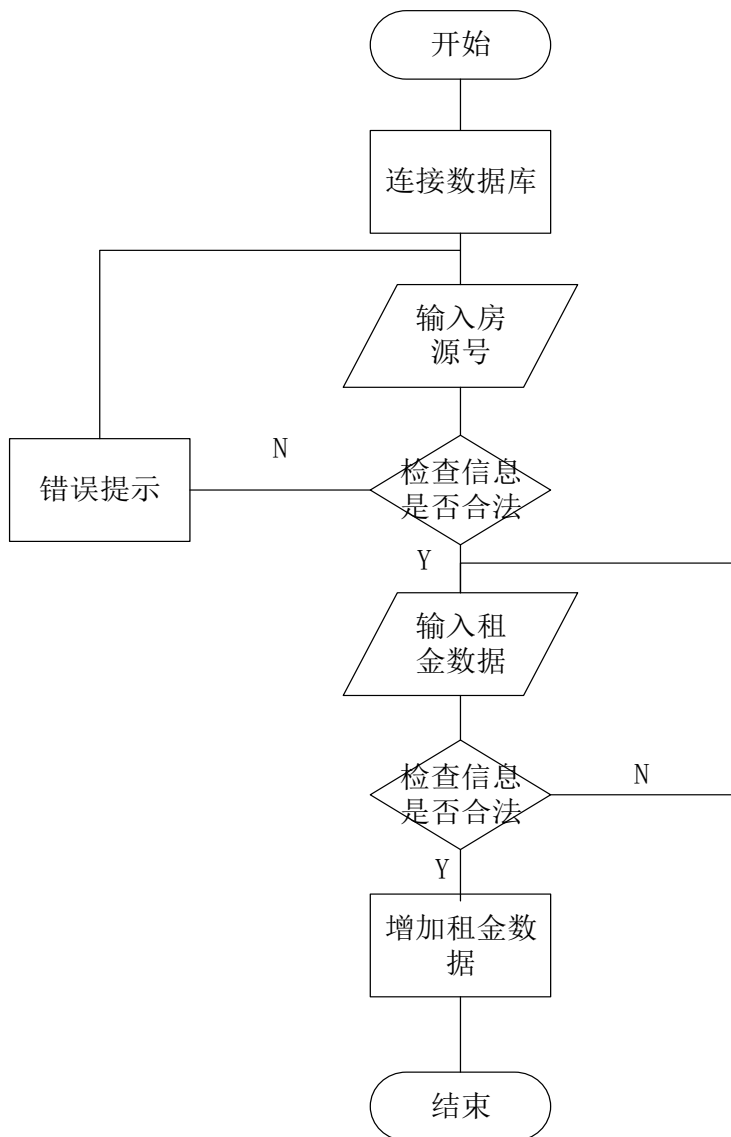 开始
连接数据库
输入房
源号
N
检查信息
是否合法
错误提示
Y
输入租
金数据
检查信息
是否合法
N
Y
增加租金数
据
结束